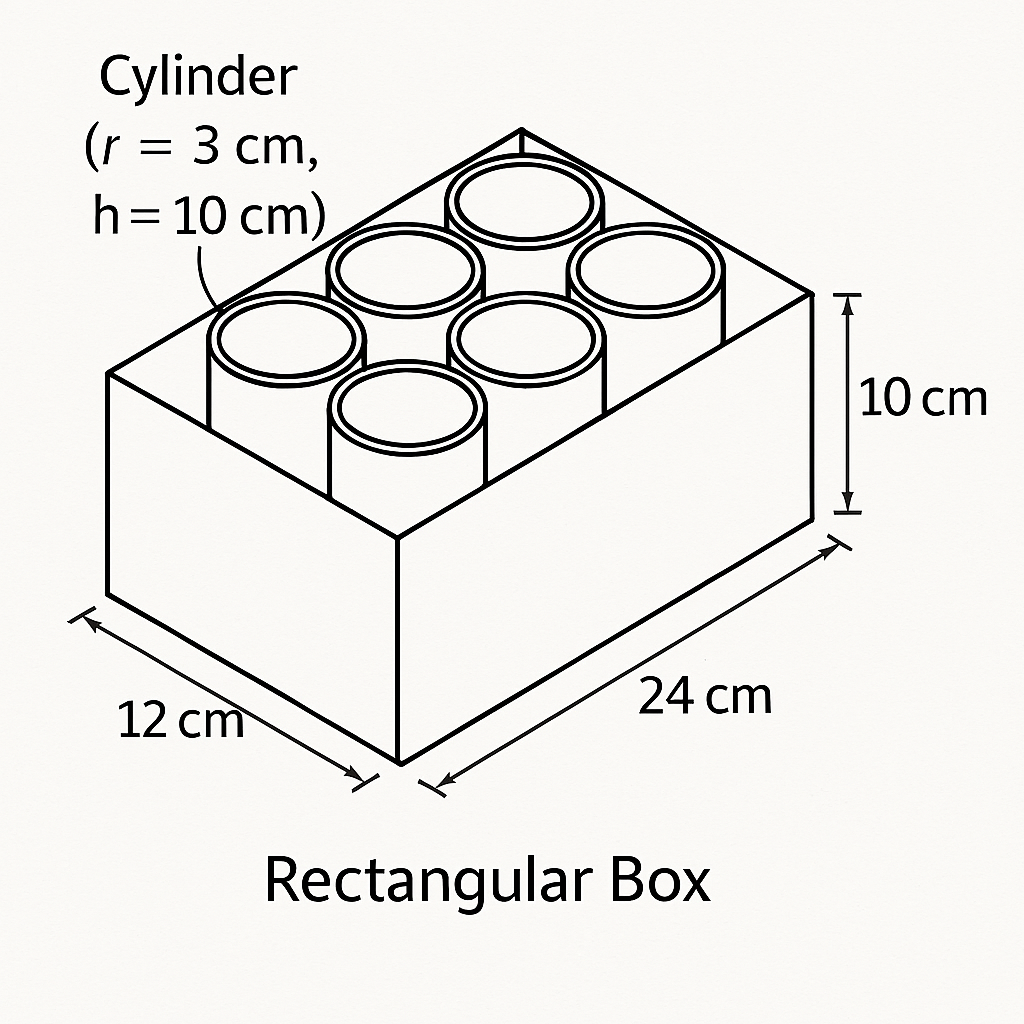 Cylinder
(r = 3 cm,
h = 10 cm)
10 cm
24 cm
12 cm
Rectangular Box